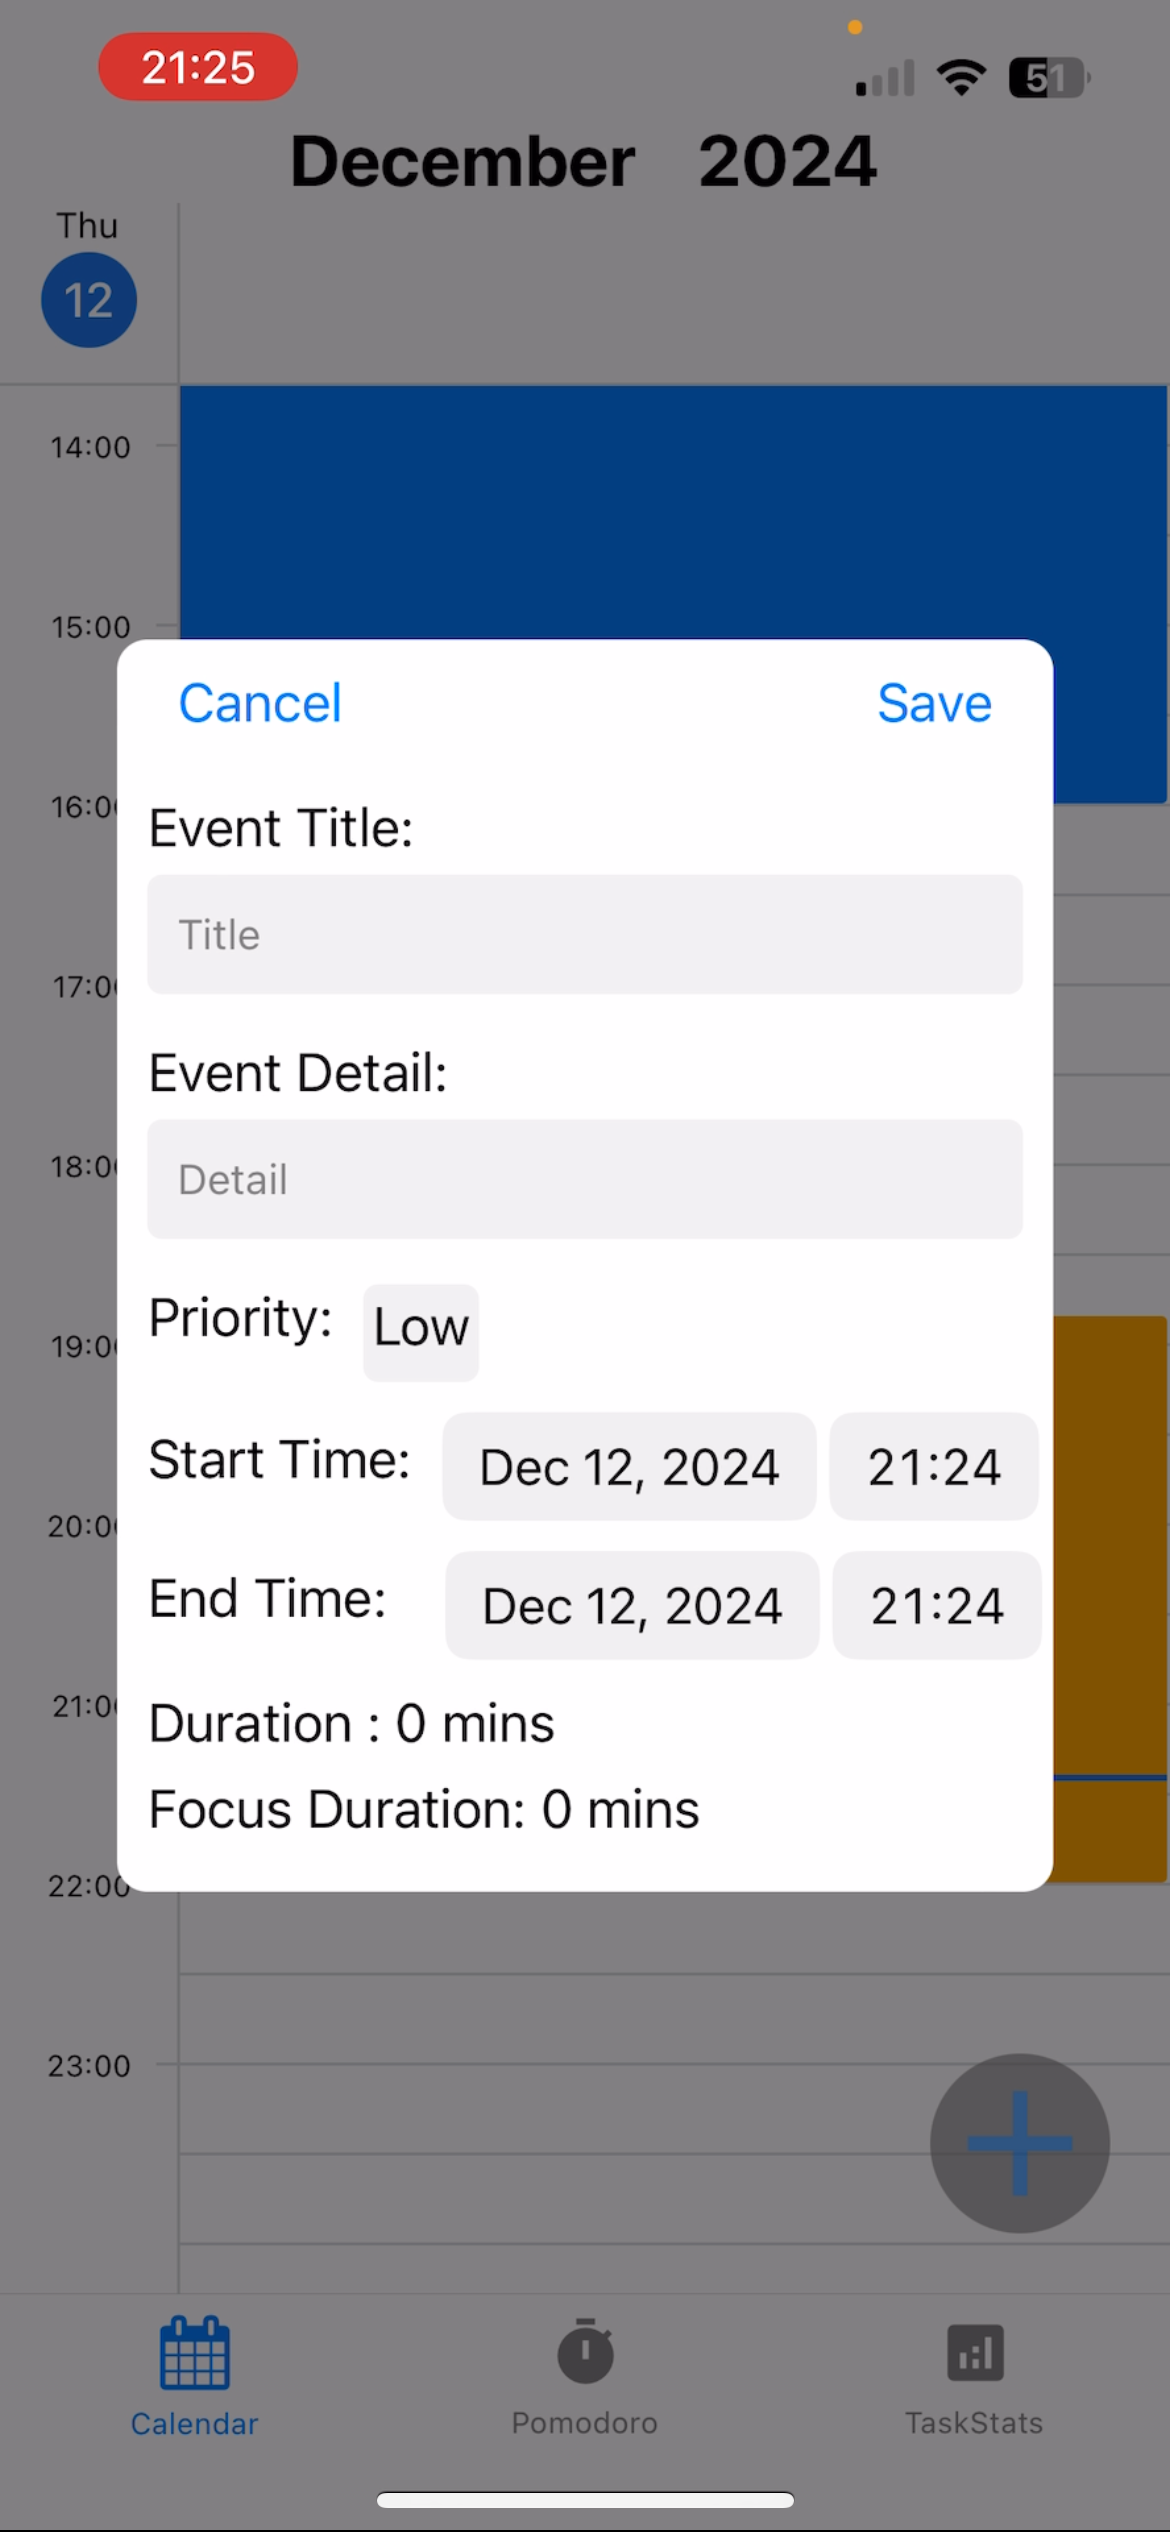 21:25
51
December 2024
Thu
12
14:00
15:00
Cancel Save
16:0
Event Title:
Title
17:0
Event Detail:
Detail
18:0
Priority: Low
19:0
Start Time: Dec 12, 2024 21:24
20:0
End Time: Dec 12, 2024 21:24
21:0
Duration : 0 mins
Focus Duration: 0 mins
22:00
23:00
Calendar Pomodoro TaskStats